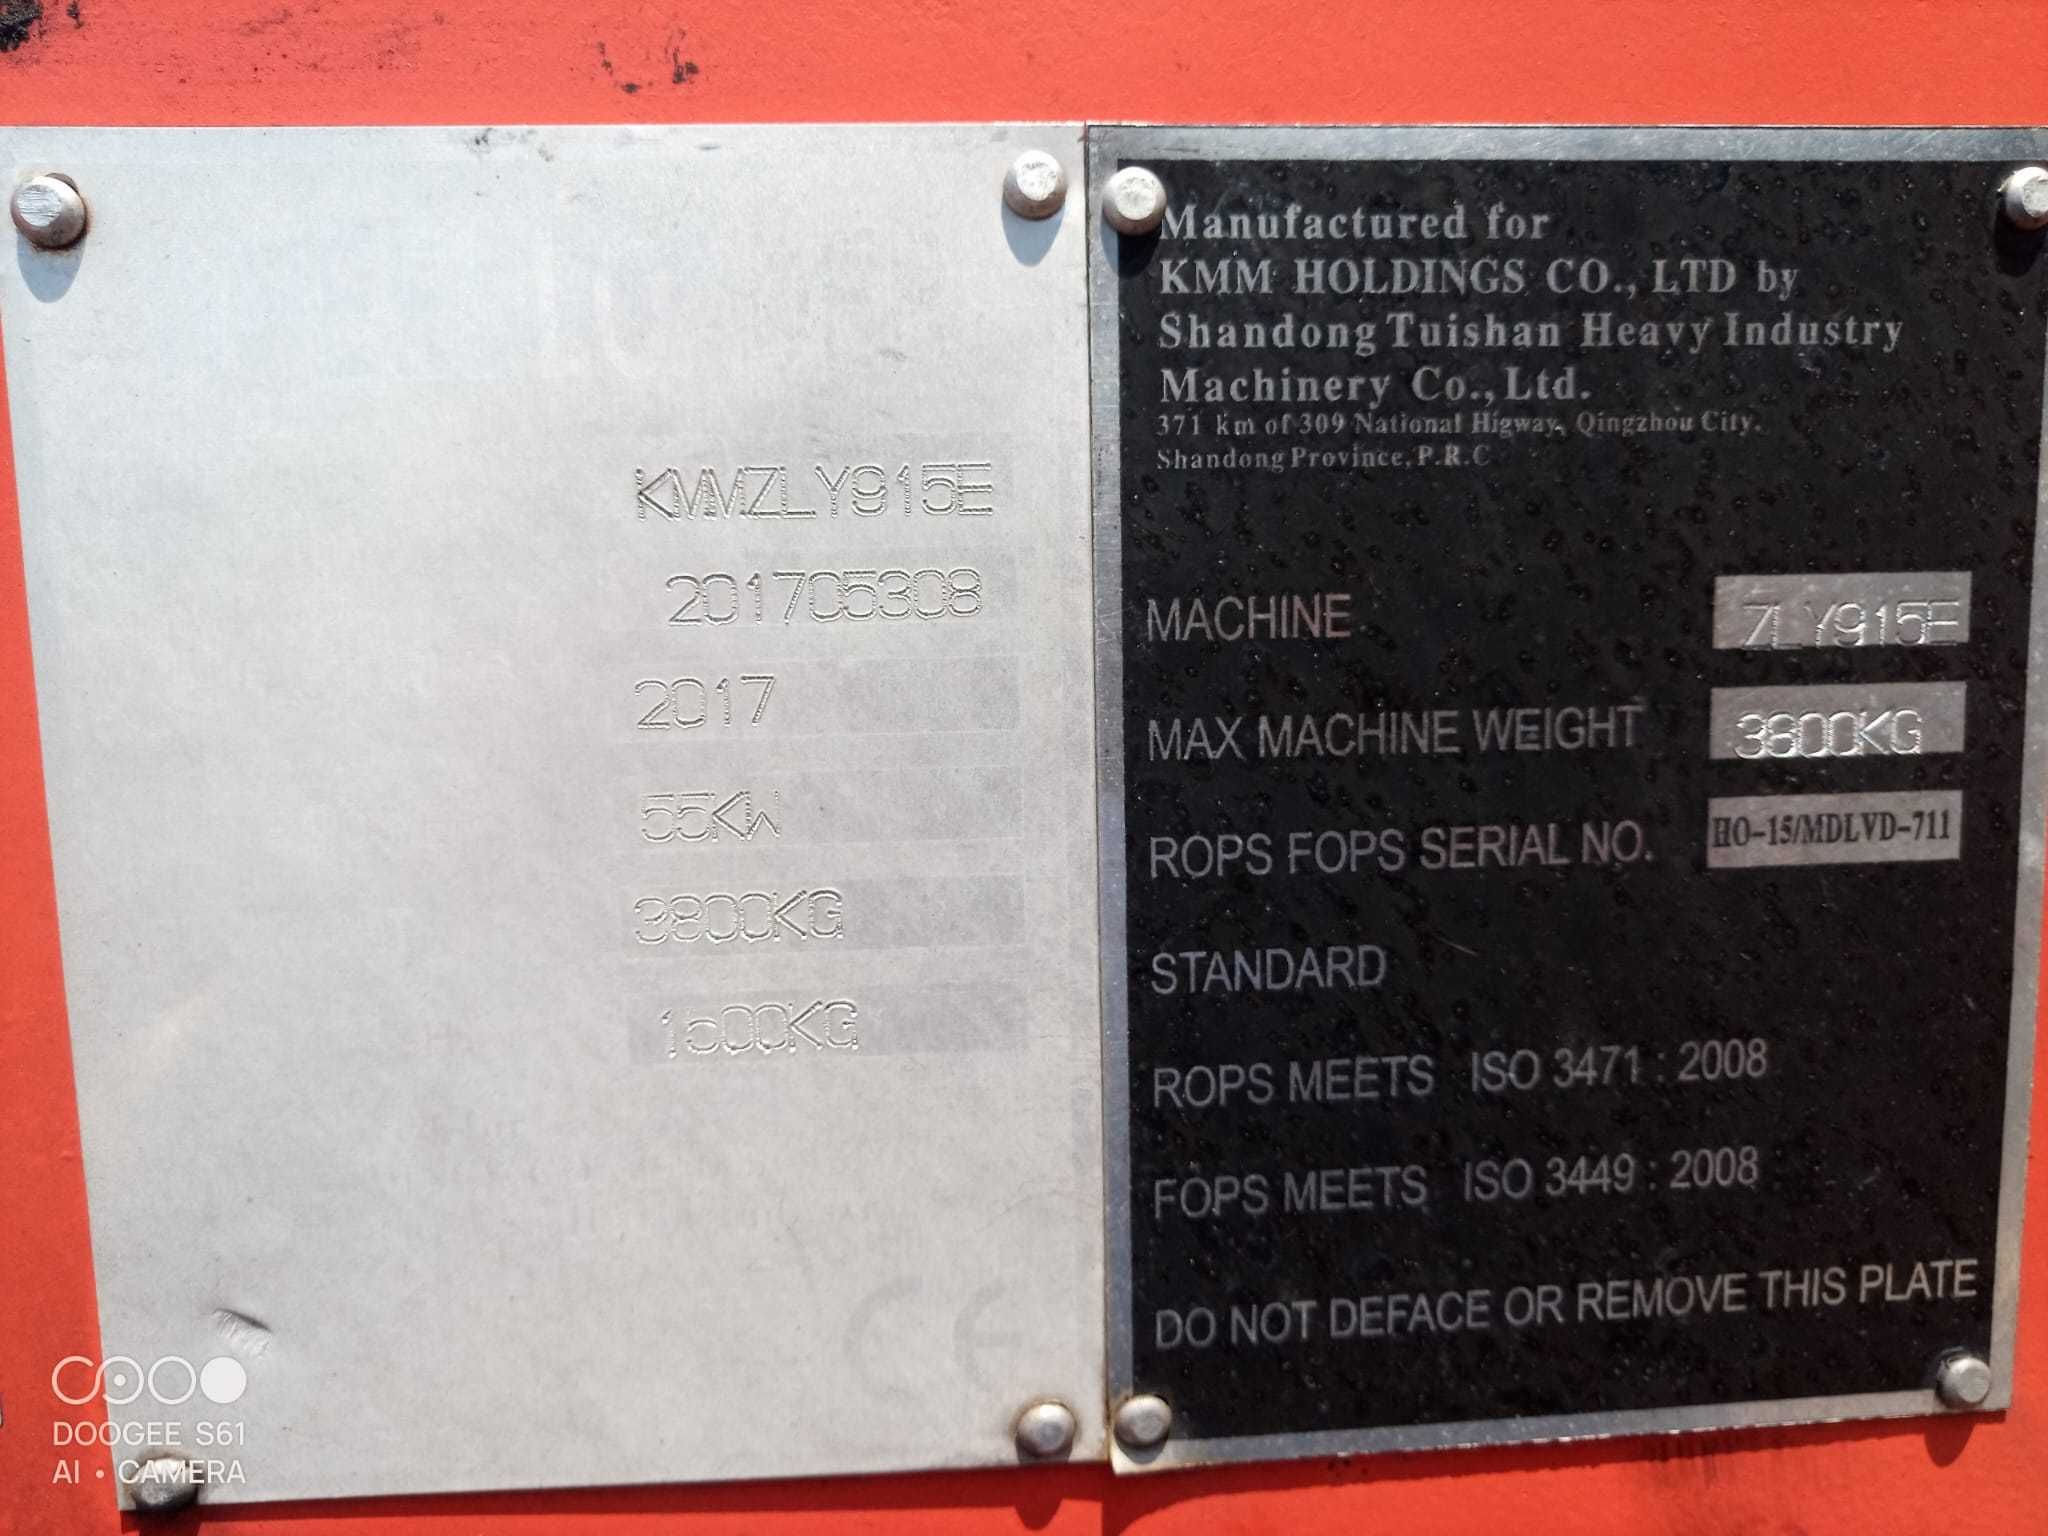 KMMZLY915E
201705308
2017
55KW
3800KG
1500KG
CE
Manufactured for
KMM HOLDINGS CO., LTD by
Shandong Tuishan Heavy Industry
Machinery Co., Ltd.
371 km of 309 National Higway, Qingzhou City,
Shandong Province, P.R.C
MACHINE ZLY915E
MAX MACHINE WEIGHT 3800KG
ROPS FOPS SERIAL NO. HO-15/MDLVD-711
STANDARD
ROPS MEETS ISO 3471 : 2008
FOPS MEETS ISO 3449 : 2008
DO NOT DEFACE OR REMOVE THIS PLATE
DOOGEE S61
AI • CAMERA